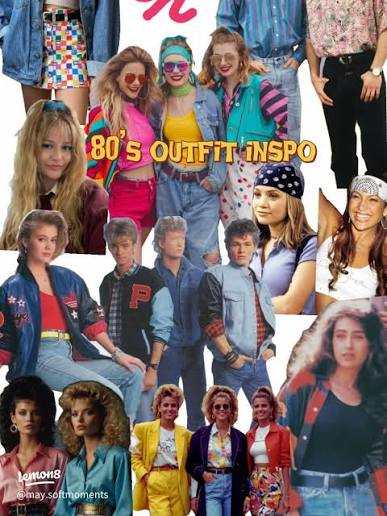 80's OUTFIT INSPO
P
lemon8
@may.softmoments